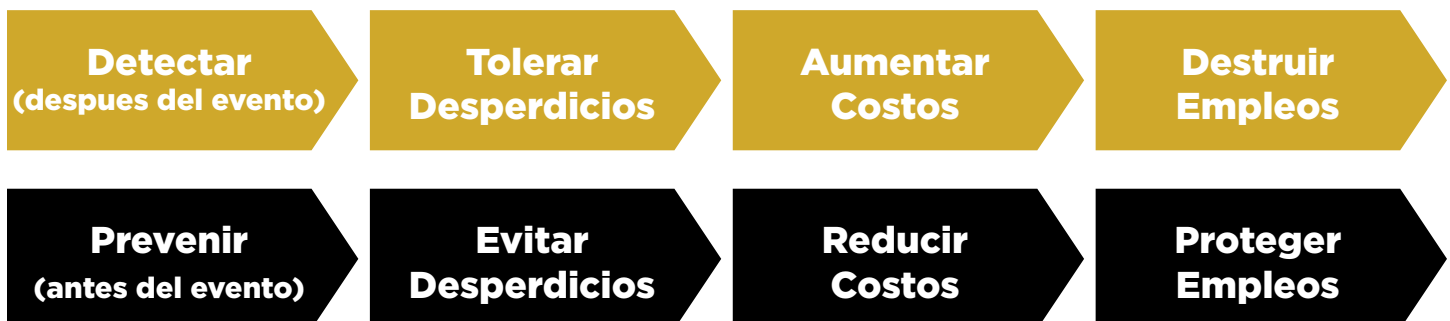 Detectar
(despues del evento)
Tolerar
Desperdicios
Aumentar
Costos
Destruir
Empleos
Prevenir
(antes del evento)
Evitar
Desperdicios
Reducir
Costos
Proteger
Empleos